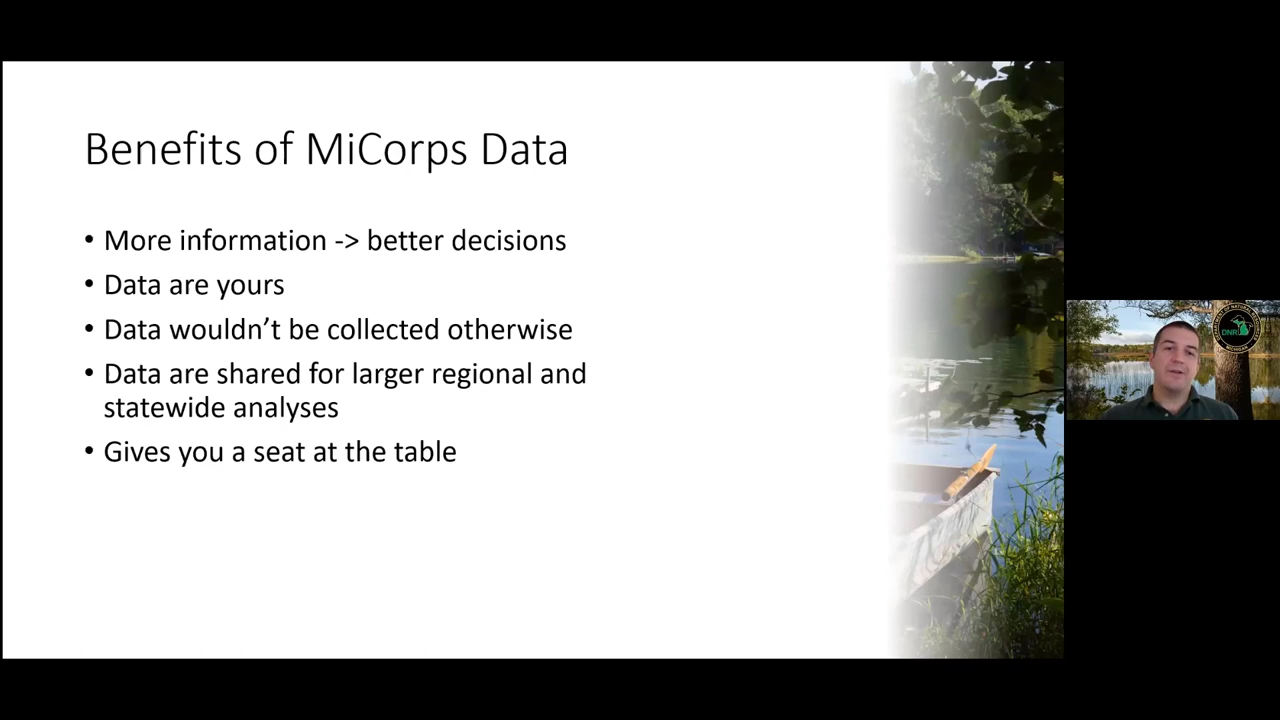 Benefits of MiCorps Data
• More information -> better decisions
• Data are yours
• Data wouldn’t be collected otherwise
• Data are shared for larger regional and
statewide analyses
• Gives you a seat at the table
DNR